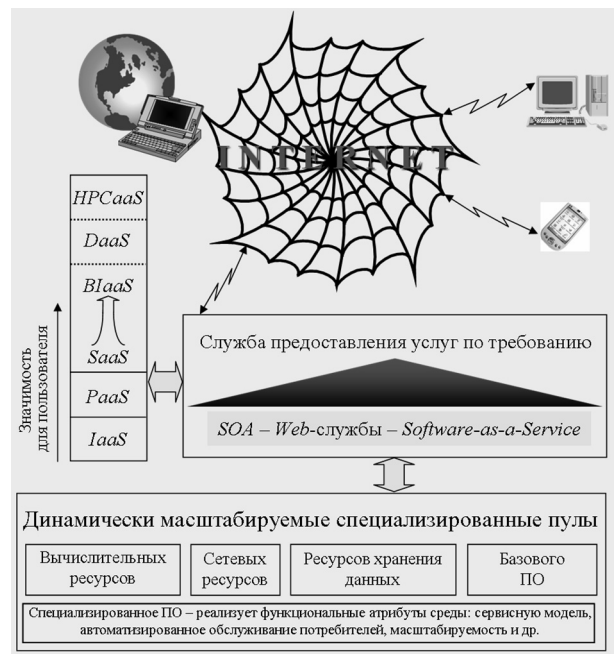 INTERNET
HPCaaS
DaaS
BIaaS
SaaS
PaaS
IaaS
Значимость
для пользователя
Служба предоставления услуг по требованию
SOA – Web-службы – Software-as-a-Service
Динамически масштабируемые специализированные пулы
Вычислительных
ресурсов
Сетевых
ресурсов
Ресурсов хранения
данных
Базового
ПО
Специализированное ПО – реализует функциональные атрибуты среды: сервисную модель,
автоматизированное обслуживание потребителей, масштабируемость и др.